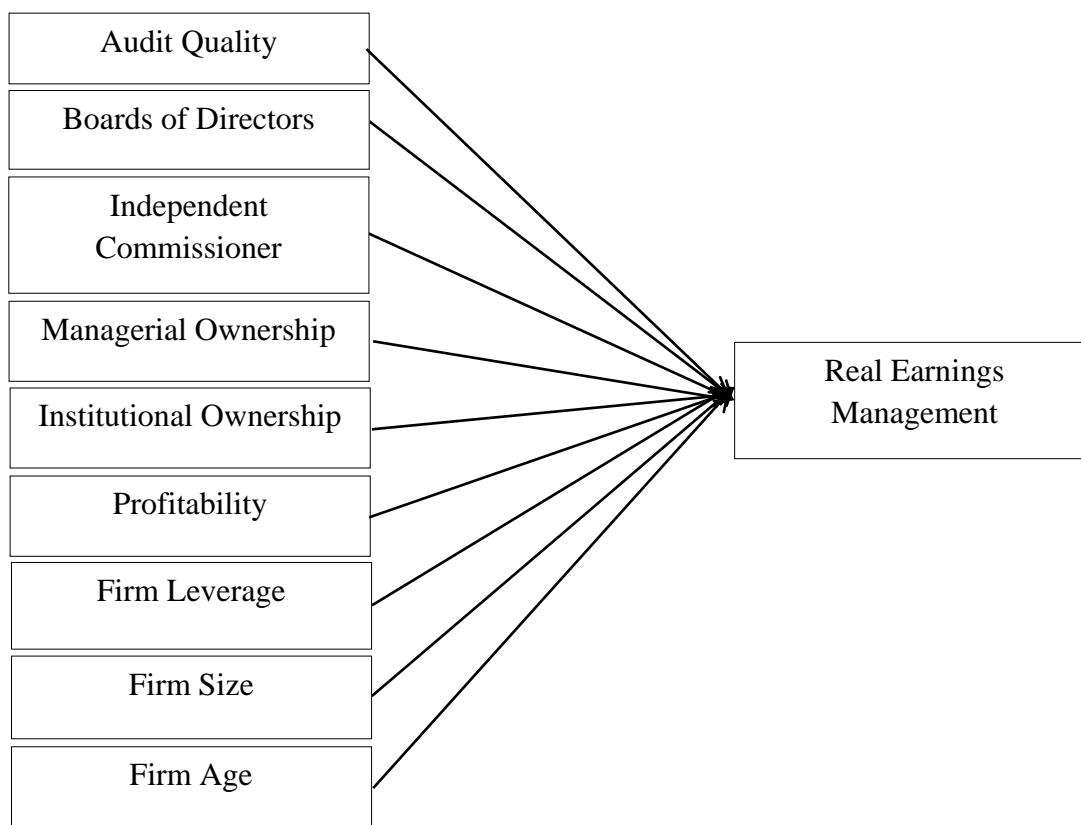 Audit Quality
Boards of Directors
Independent
Commissioner
Managerial Ownership
Institutional Ownership
Profitability
Firm Leverage
Firm Size
Firm Age
Real Earnings
Management